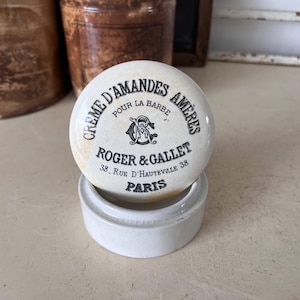 CRÈME D'AMANDES AMÈRES
POUR LA BARBE
ROGER & GALLET
38, RUE D'HAUTEVILLE 38
PARIS